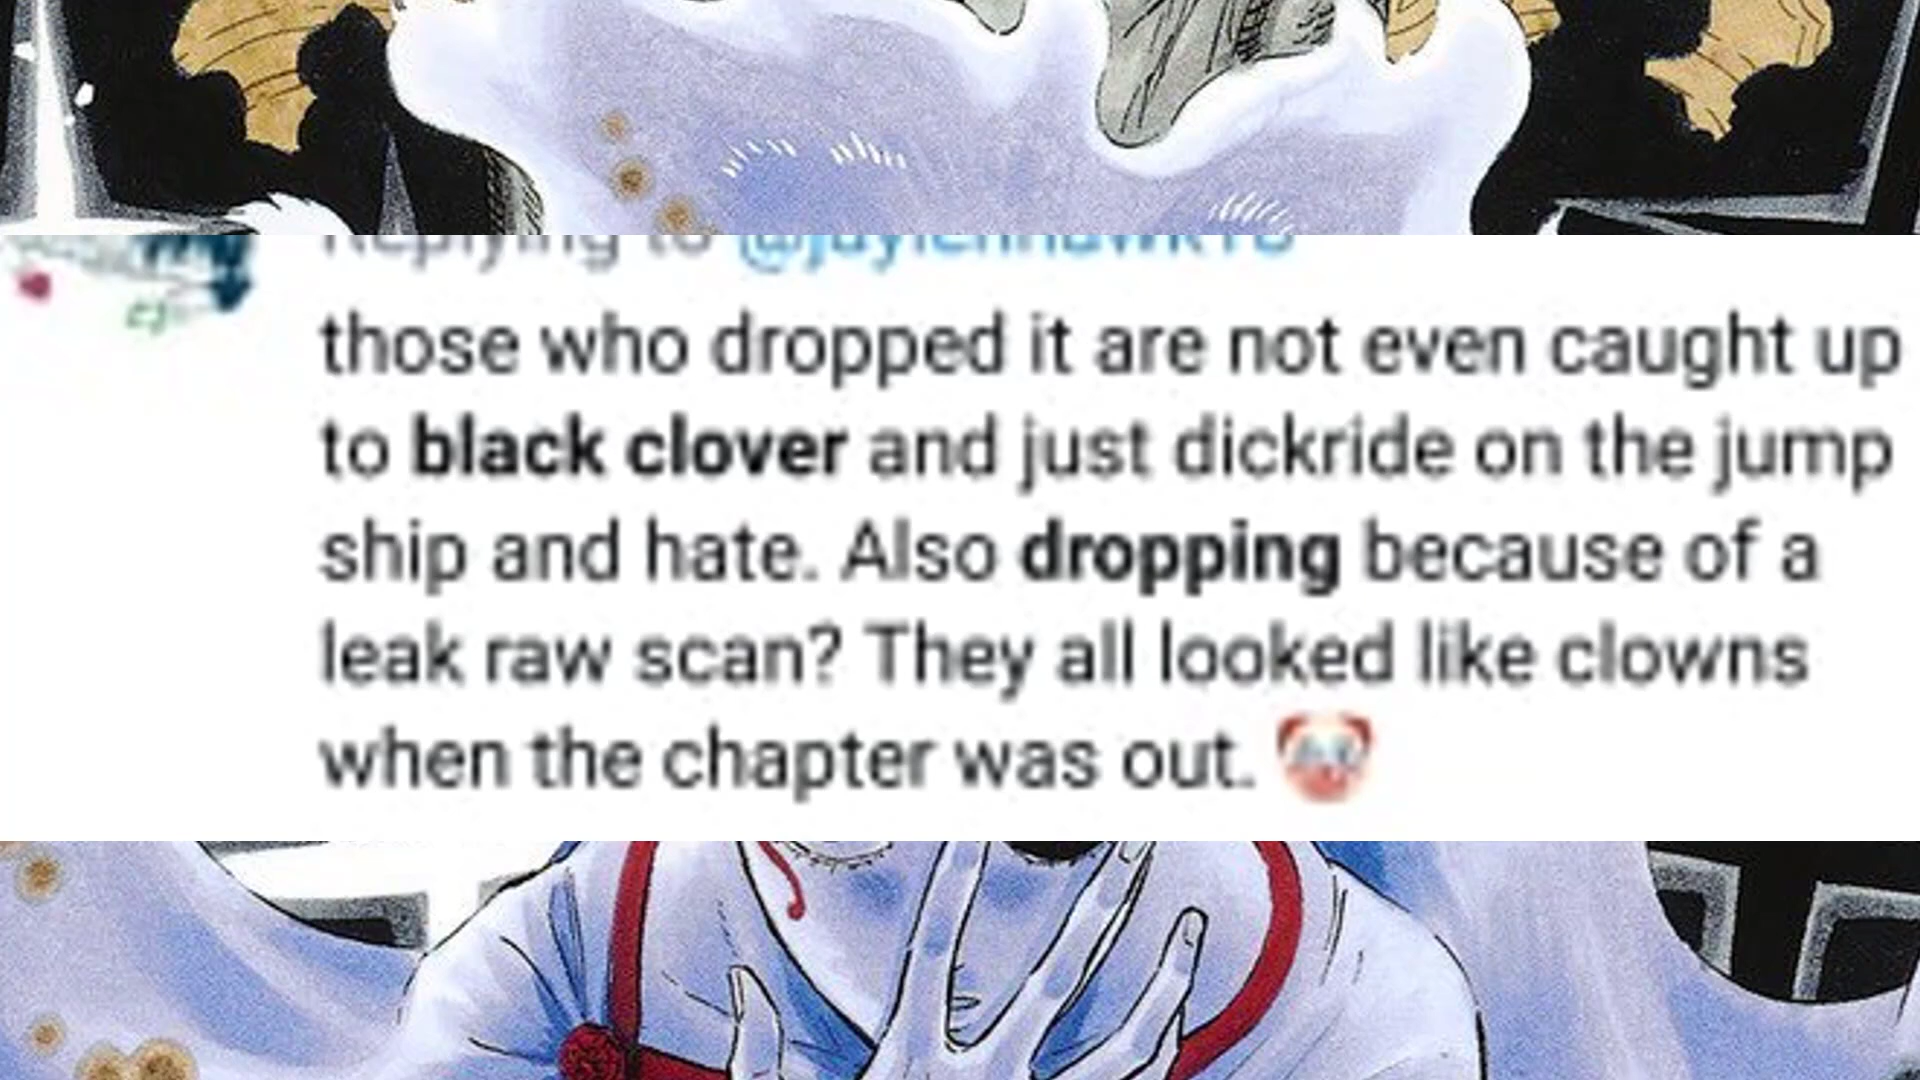 Replying to
those who dropped it are not even caught up
to black clover and just dickride on the jump
ship and hate. Also dropping because of a
leak raw scan? They all looked like clowns
when the chapter was out. 🤡